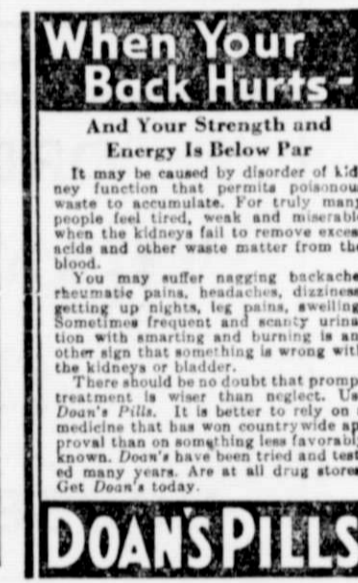 When Your
Back Hurts-
And Your Strength and
Energy Is Below Par
It may be caused by disorder of kid
ney function that permits poisonou
waste to accumulate. For truly many
people feel tired, weak and miserabl
when the kidneys fail to remove exces
acids and other waste matter from the
blood.
You may suffer nagging backache
rheumatic pains, headaches, dizziness
getting up nights, leg pains, swelling
Sometimes frequent and scanty urina
tion with smarting and burning is an
other sign that something is wrong with
the kidneys or bladder.
There should be no doubt that promp
treatment is wiser than neglect. Us
Doan's Pills. It is better to rely on
medicine that has won countrywide ap
proval than on something less favorabl
known. Doan's have been tried and test
ed many years. Are at all drug store
Get Doan's today.
DOAN'S PILLS